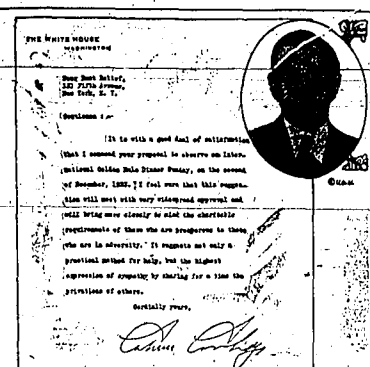 THE WHITE HOUSE
WASHINGTON
Near East Relief,
151 Fifth Avenue,
New York, N. Y.
Gentlemen:
It is with a good deal of satisfaction
that I commend your proposal to observe an Inter-
national Golden Rule Dinner Sunday, on the second
of December, 1923. I feel sure that this sugges-
tion will meet with very widespread approval and
will bring more closely to mind the charitable
requirements of those who are prosperous to those
who are in adversity. It suggests not only a
practical method for help, but the highest
expression of sympathy by sharing for a time the
privations of others.
Cordially yours,
Calvin Coolidge